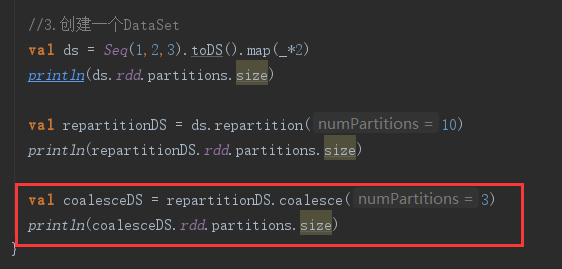 //3.创建一个DataSet
val ds = Seq(1,2,3).toDS().map(_*2)
println(ds.rdd.partitions.size)
val repartitionDS = ds.repartition( numPartitions = 10)
println(repartitionDS.rdd.partitions.size)
val coalesceDS = repartitionDS.coalesce( numPartitions = 3)
println(coalesceDS.rdd.partitions.size)
}